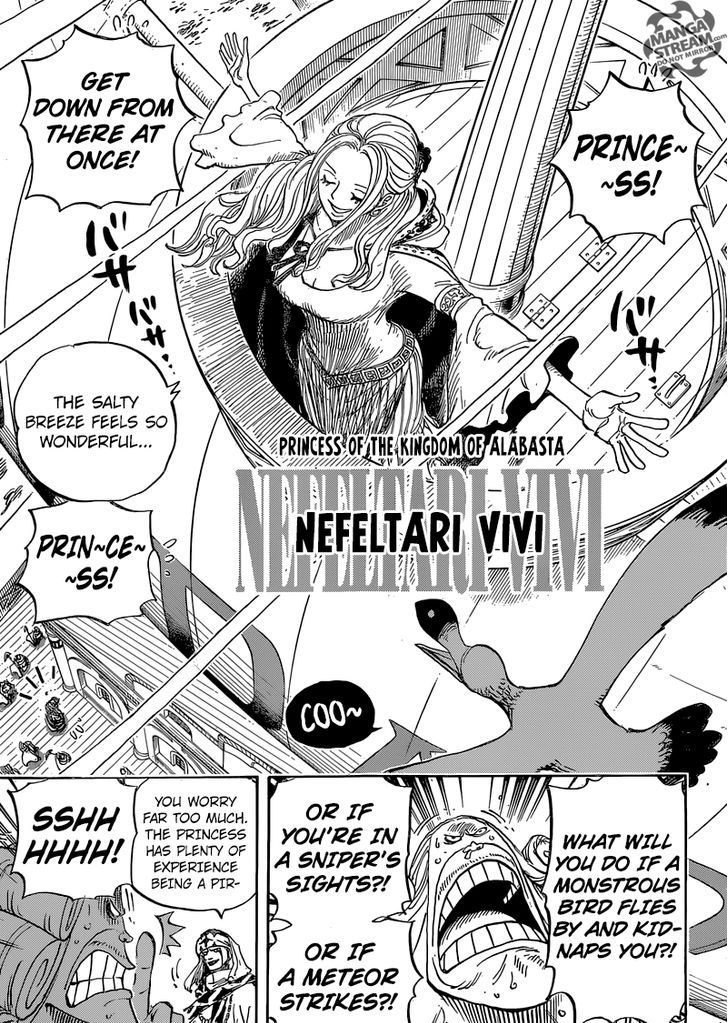 MANGA
STREAM.com
DO NOT MIRROR!
PRINCE~
~SS!
GET
DOWN FROM
THERE AT
ONCE!
バサ
バサ
バサ
THE SALTY
BREEZE FEELS SO
WONDERFUL...
PRINCESS OF THE KINGDOM OF ALABASTA
NEFELTARI VIVI
NEFELTARI VIVI
PRIN~CE~
~SS!
COO~
WHAT WILL
YOU DO IF A
MONSTROUS
BIRD FLIES
BY AND KID-
NAPS YOU?!
OR IF
YOU'RE IN
A SNIPER'S
SIGHTS?!
OR IF
A METEOR
STRIKES?!
YOU WORRY
FAR TOO MUCH.
THE PRINCESS
HAS PLENTY OF
EXPERIENCE
BEING A PIR-
SSHH
HHHH!